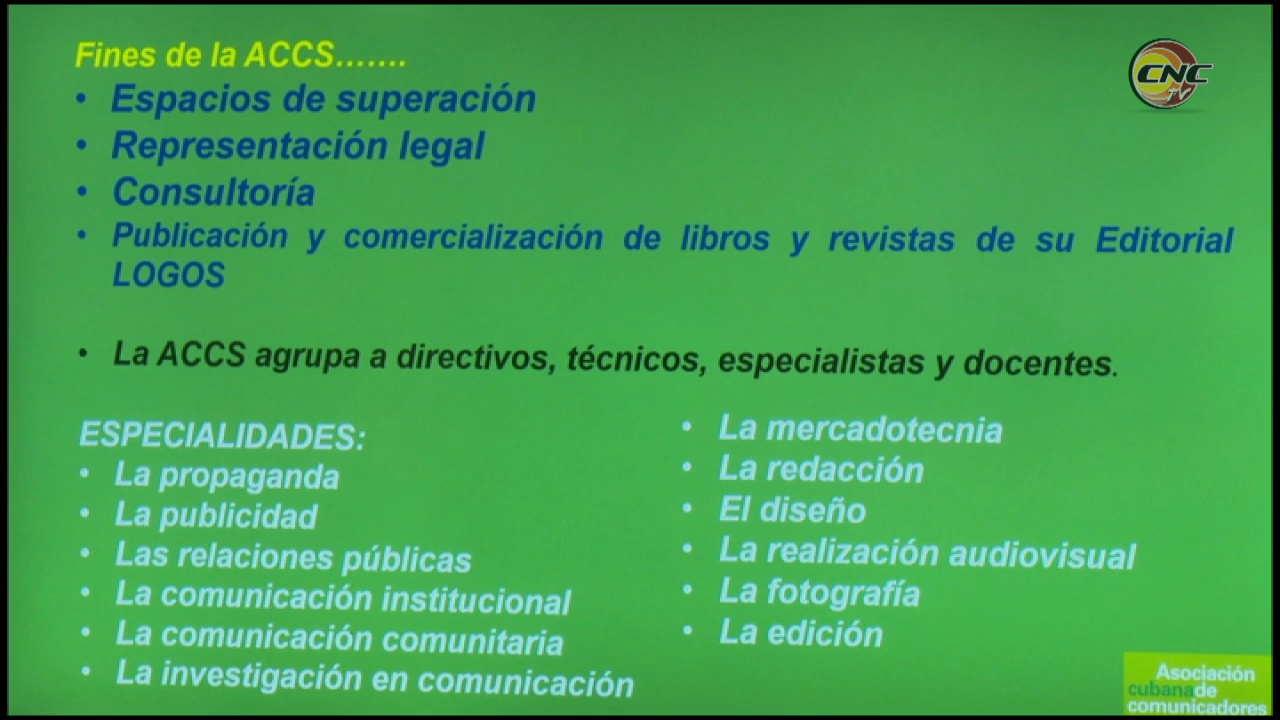 Fines de la ACCS.......
• Espacios de superación
• Representación legal
• Consultoría
• Publicación y comercialización de libros y revistas de su Editorial
LOGOS
• La ACCS agrupa a directivos, técnicos, especialistas y docentes.
ESPECIALIDADES:
• La propaganda
• La publicidad
• Las relaciones públicas
• La comunicación institucional
• La comunicación comunitaria
• La investigación en comunicación
• La mercadotecnia
• La redacción
• El diseño
• La realización audiovisual
• La fotografía
• La edición
CNC
TV
Asociación
cubana de
comunicadores